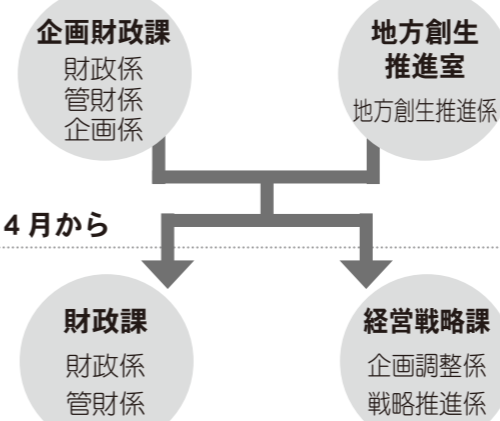 企画財政課
財政係
管財係
企画係
地方創生
推進室
地方創生推進係
4月から
財政課
財政係
管財係
経営戦略課
企画調整係
戦略推進係